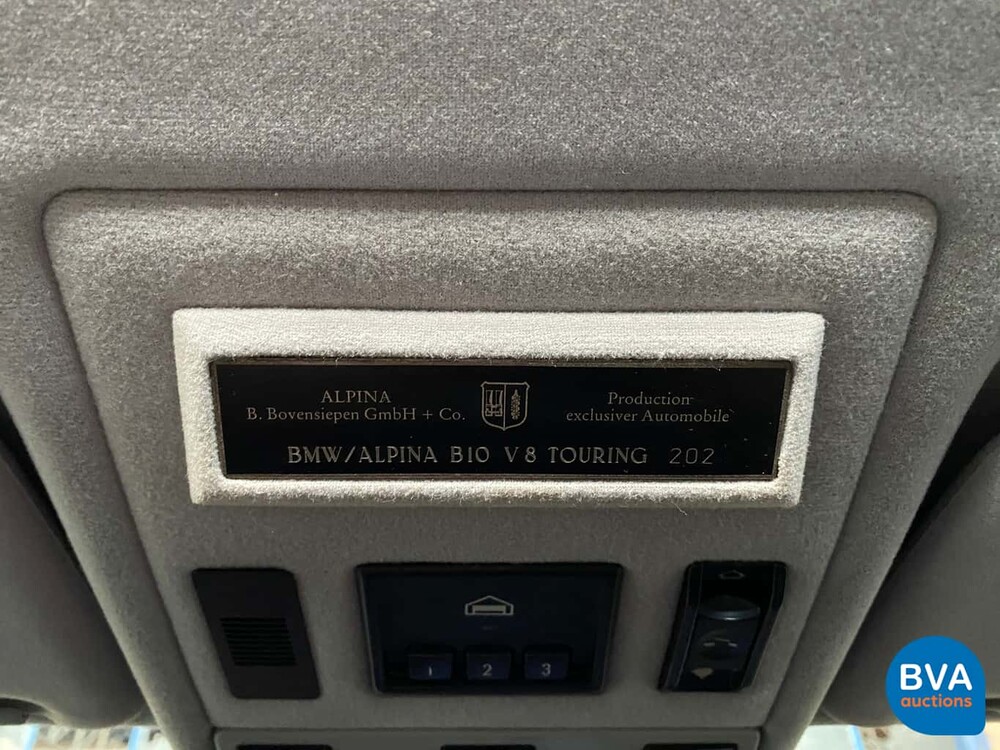 ALPINA
B. Bovensiepen GmbH + Co.
Production
exclusiver Automobile
BMW/ALPINA B10 V8 TOURING 202
1 2 3
BVA
auctions